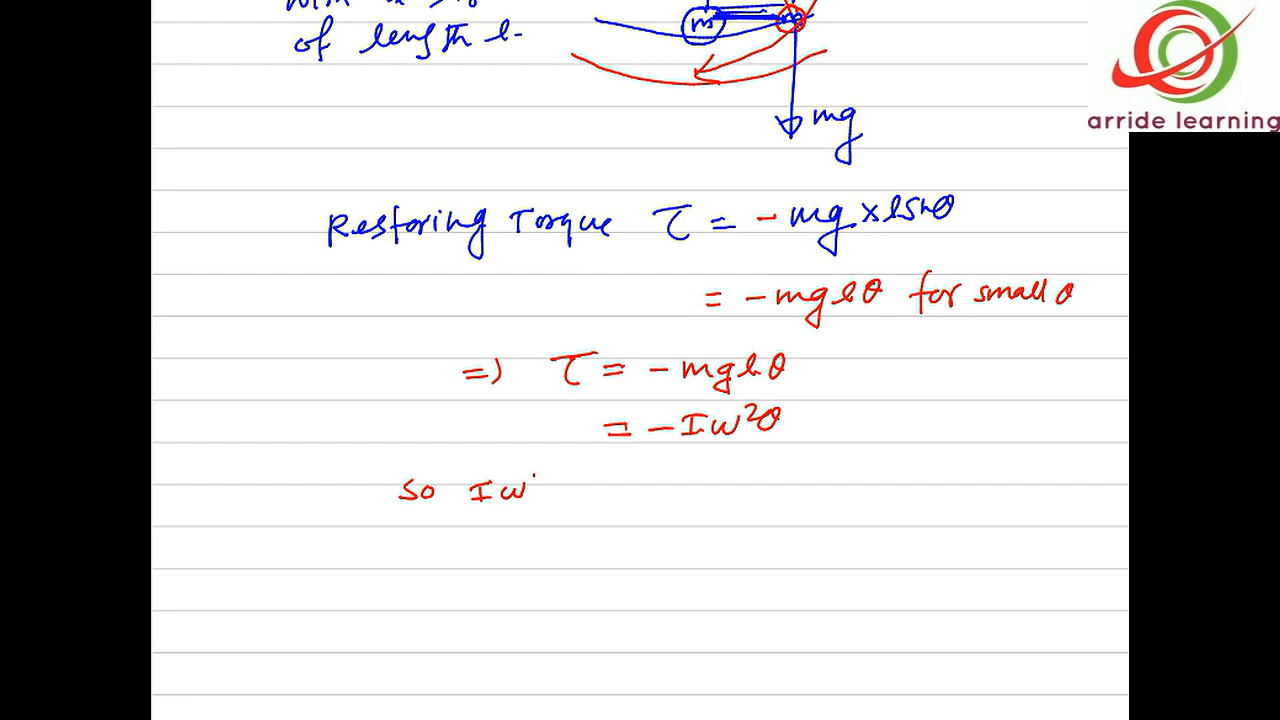 of length l.
m
mg
arride learning
Restoring Torque τ = -mg × lsinθ
= -mglθ for small θ
=> τ = -mglθ
= -Iω²θ
So Iω